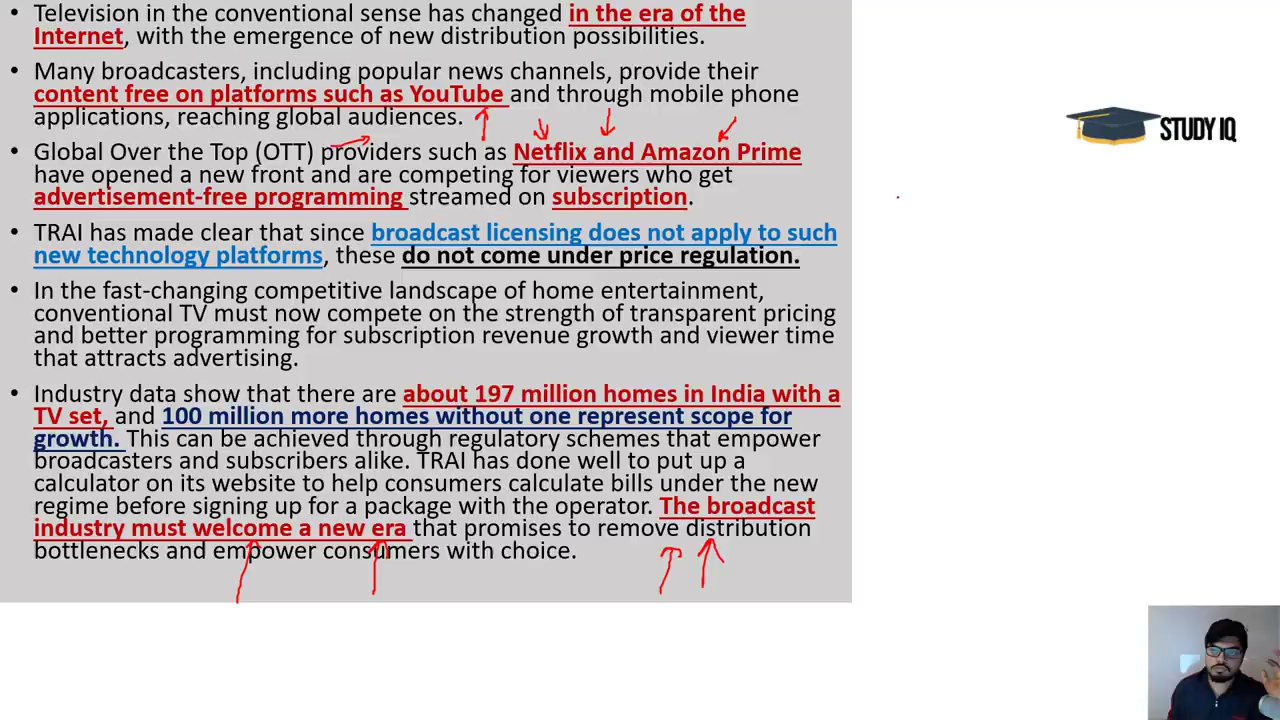 • Television in the conventional sense has changed in the era of the
Internet, with the emergence of new distribution possibilities.
• Many broadcasters, including popular news channels, provide their
content free on platforms such as YouTube and through mobile phone
applications, reaching global audiences.
• Global Over the Top (OTT) providers such as Netflix and Amazon Prime
have opened a new front and are competing for viewers who get
advertisement-free programming streamed on subscription.
• TRAI has made clear that since broadcast licensing does not apply to such
new technology platforms, these do not come under price regulation.
• In the fast-changing competitive landscape of home entertainment,
conventional TV must now compete on the strength of transparent pricing
and better programming for subscription revenue growth and viewer time
that attracts advertising.
• Industry data show that there are about 197 million homes in India with a
TV set, and 100 million more homes without one represent scope for
growth. This can be achieved through regulatory schemes that empower
broadcasters and subscribers alike. TRAI has done well to put up a
calculator on its website to help consumers calculate bills under the new
regime before signing up for a package with the operator. The broadcast
industry must welcome a new era that promises to remove distribution
bottlenecks and empower consumers with choice.
STUDY IQ